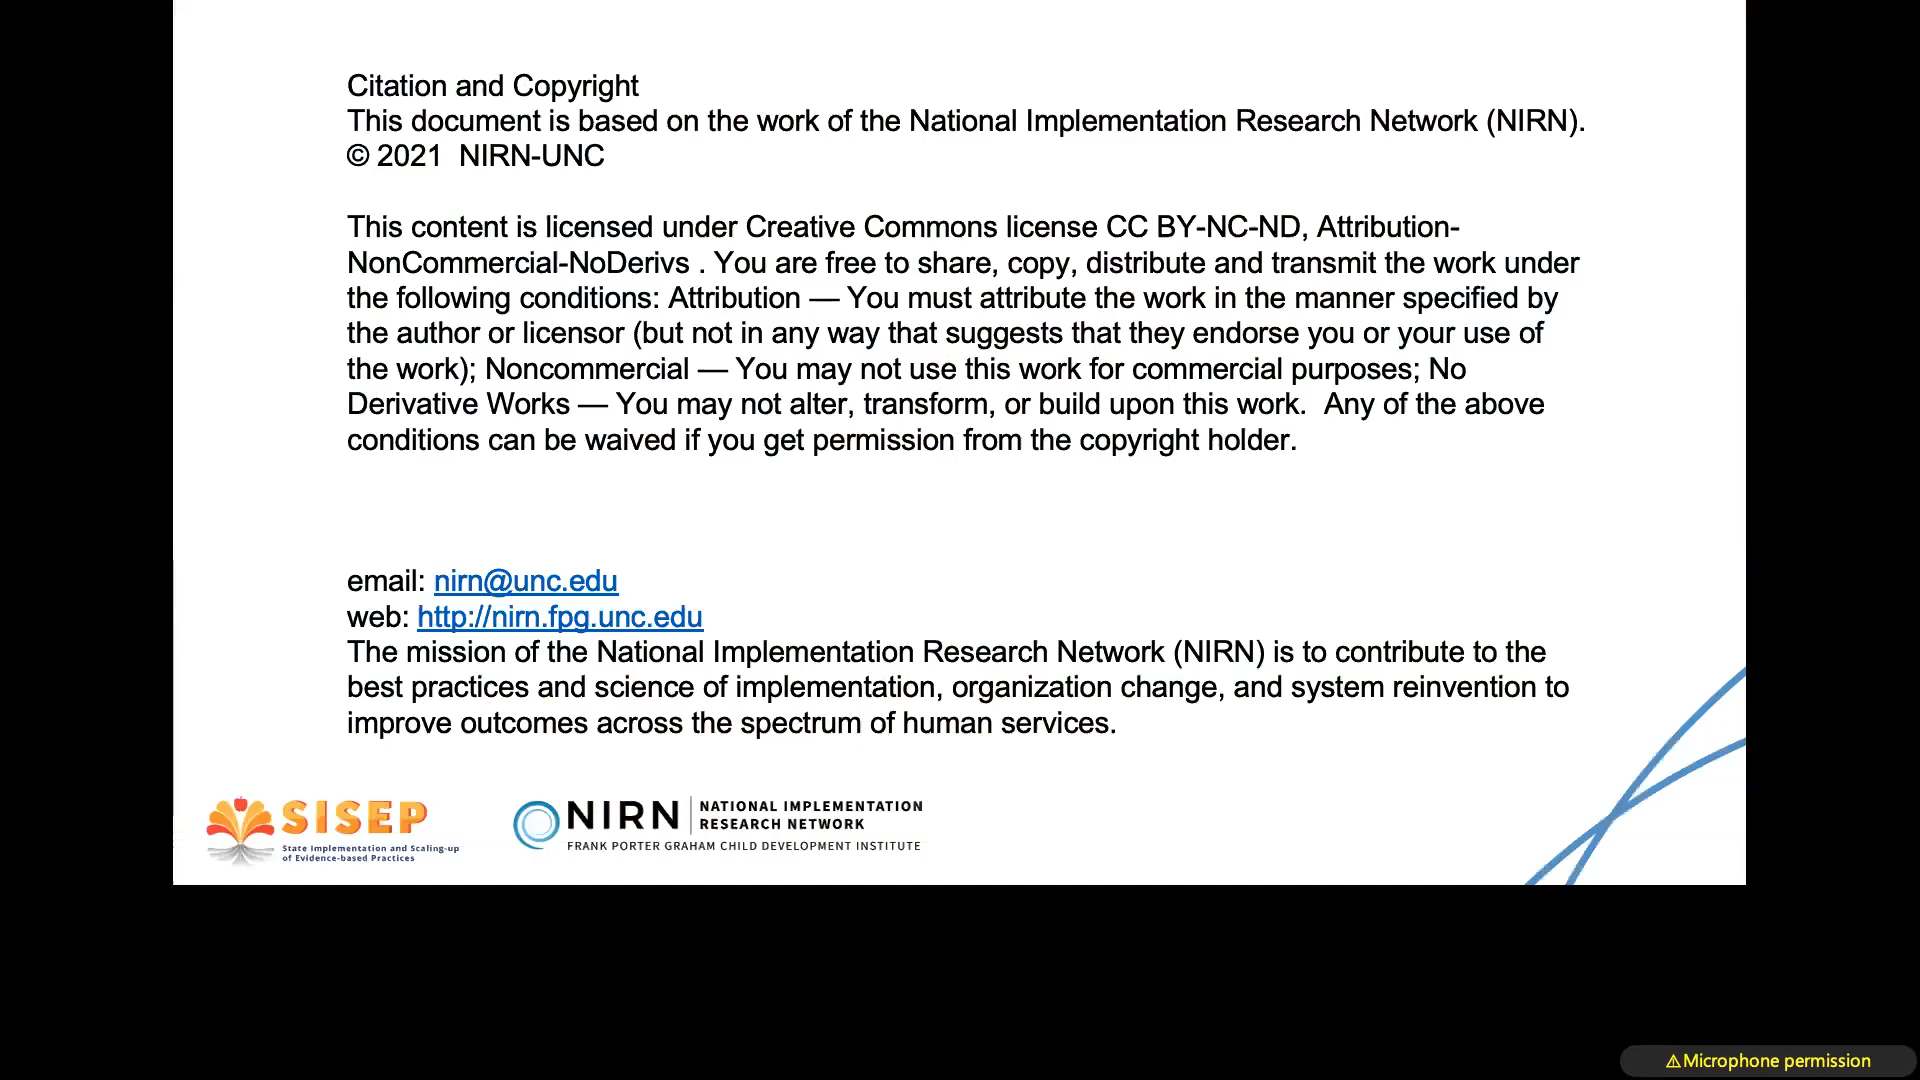 Citation and Copyright
This document is based on the work of the National Implementation Research Network (NIRN).
© 2021  NIRN-UNC
This content is licensed under Creative Commons license CC BY-NC-ND, Attribution-
NonCommercial-NoDerivs . You are free to share, copy, distribute and transmit the work under
the following conditions: Attribution — You must attribute the work in the manner specified by
the author or licensor (but not in any way that suggests that they endorse you or your use of
the work); Noncommercial — You may not use this work for commercial purposes; No
Derivative Works — You may not alter, transform, or build upon this work.  Any of the above
conditions can be waived if you get permission from the copyright holder.
email: nirn@unc.edu
web: http://nirn.fpg.unc.edu
The mission of the National Implementation Research Network (NIRN) is to contribute to the
best practices and science of implementation, organization change, and system reinvention to
improve outcomes across the spectrum of human services.
SISEP
State Implementation and Scaling-up
of Evidence-based Practices
NIRN
NATIONAL IMPLEMENTATION
RESEARCH NETWORK
FRANK PORTER GRAHAM CHILD DEVELOPMENT INSTITUTE
⚠Microphone permission